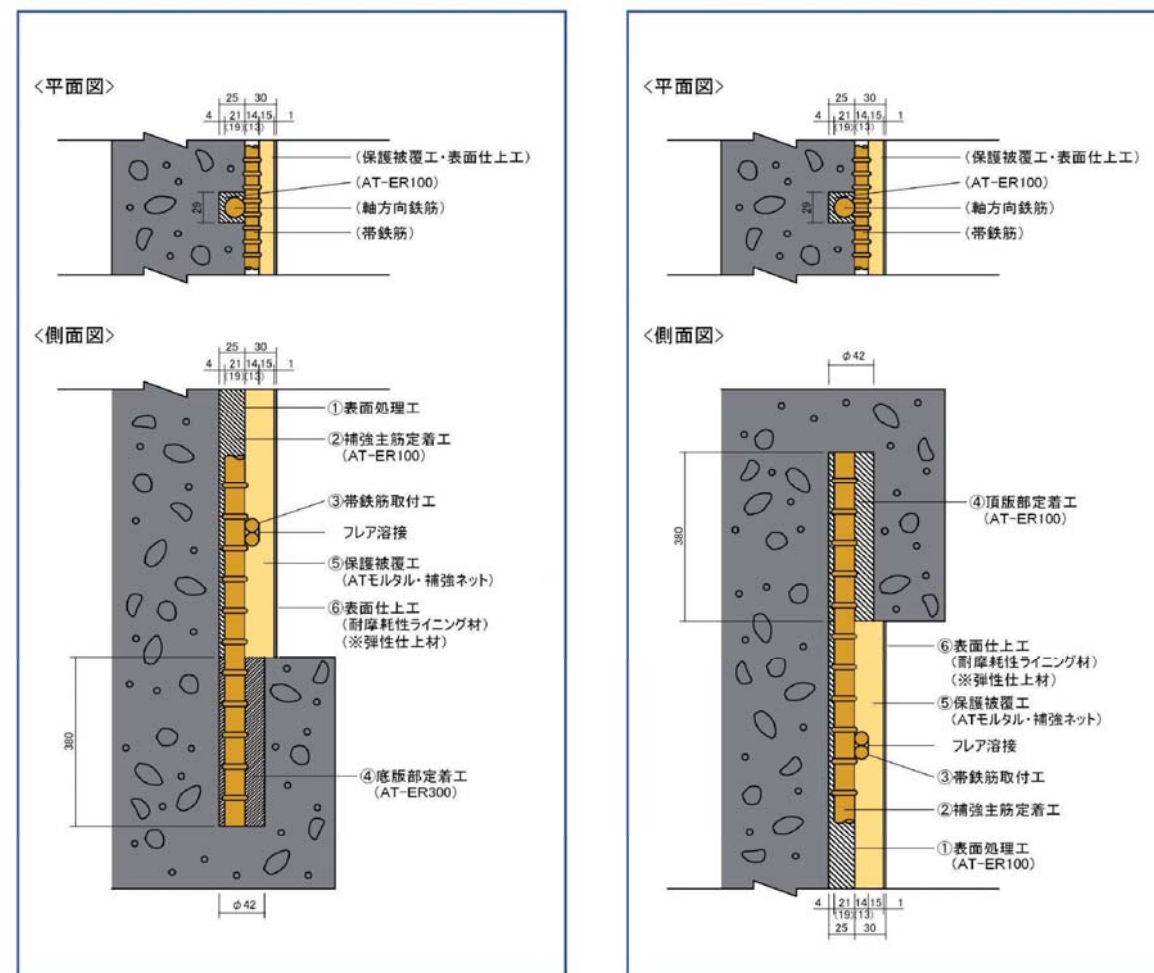 <平面図>
25 30
4 21 14 15 1
(19) (13)
29
(保護被覆工・表面仕上工)
(AT-ER100)
(軸方向鉄筋)
(帯鉄筋)
<側面図>
25 30
4 21 14 15 1
(19) (13)
①表面処理工
②補強主筋定着工
(AT-ER100)
③帯鉄筋取付工
フレア溶接
⑤保護被覆工
(ATモルタル・補強ネット)
⑥表面仕上工
(耐摩耗性ライニング材)
(※弾性仕上材)
380
④底版部定着工
(AT-ER300)
φ42
<平面図>
25 30
4 21 14 15 1
(19) (13)
29
(保護被覆工・表面仕上工)
(AT-ER100)
(軸方向鉄筋)
(帯鉄筋)
<側面図>
φ42
380
④頂版部定着工
(AT-ER100)
⑥表面仕上工
(耐摩耗性ライニング材)
(※弾性仕上材)
⑤保護被覆工
(ATモルタル・補強ネット)
フレア溶接
③帯鉄筋取付工
②補強主筋定着工
①表面処理工
(AT-ER100)
4 21 14 15 1
(19) (13)
25 30